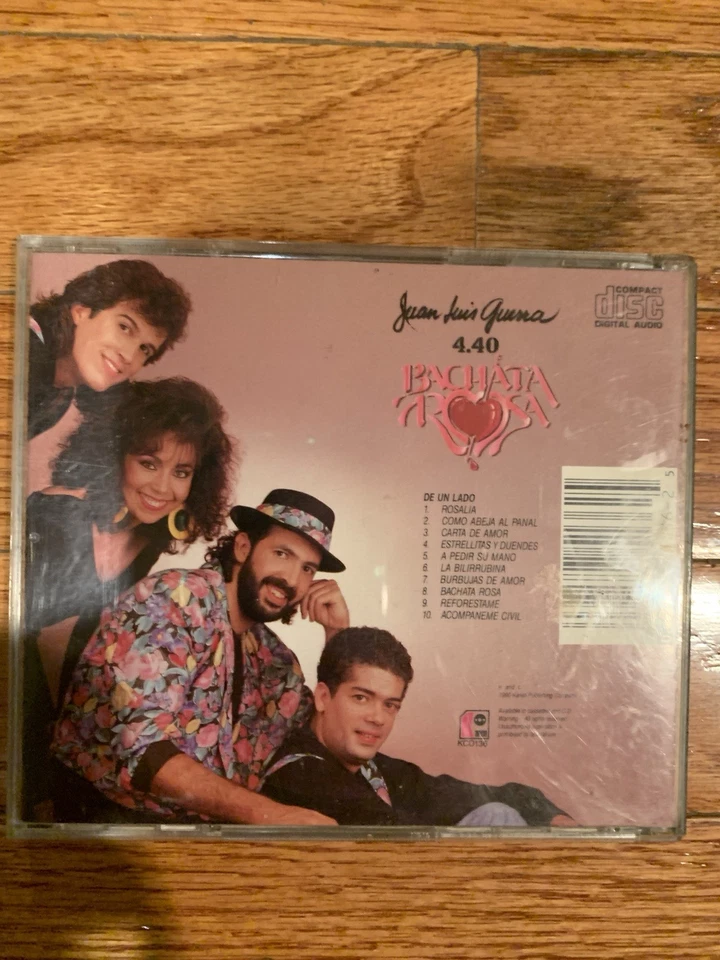 Juan Luis Guerra
4.40
BACHATA
ROSA
COMPACT
disc
DIGITAL AUDIO
DE UN LADO
1. ROSALIA
2. COMO ABEJA AL PANAL
3. CARTA DE AMOR
4. ESTRELLITAS Y DUENDES
5. A PEDIR SU MANO
6. LA BILIRRUBINA
7. BURBUJAS DE AMOR
8. BACHATA ROSA
9. REFORESTAME
10. ACOMPANEME CIVIL
KCD136